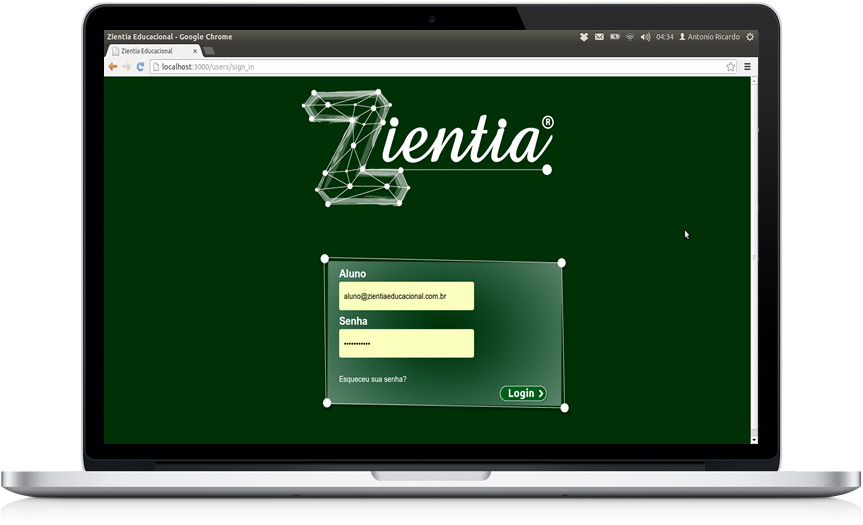 Zientia Educacional - Google Chrome
04:34 Antonio Ricardo
Zientia Educacional
localhost:3000/users/sign_in
Zientia®
Aluno
aluno@zientiaeducacional.com.br
Senha
•••••••••••
Esqueceu sua senha?
Login